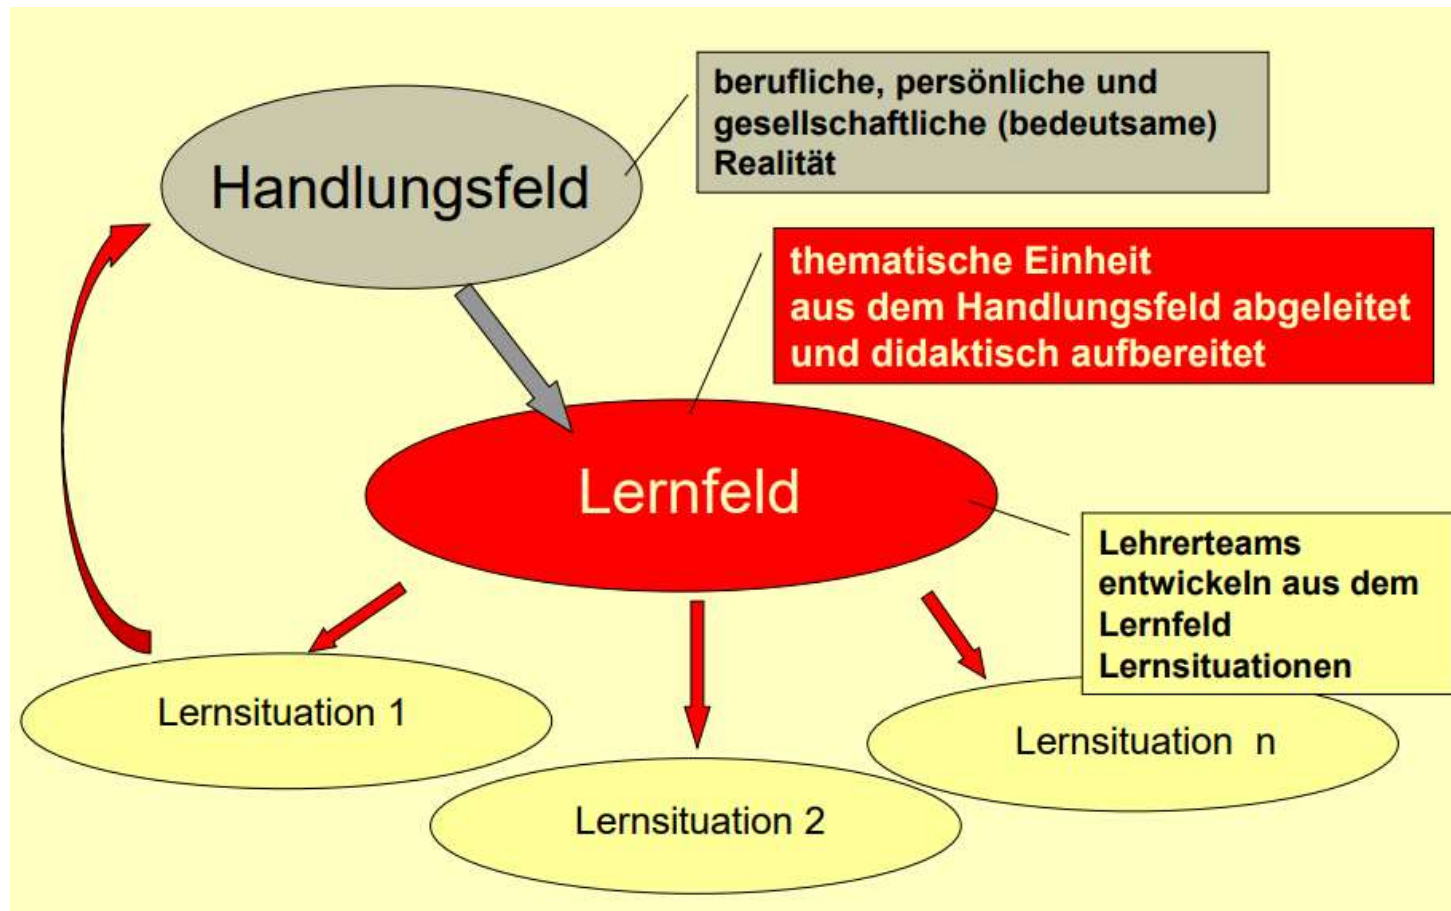 berufliche, persönliche und
gesellschaftliche (bedeutsame)
Realität
Handlungsfeld
thematische Einheit
aus dem Handlungsfeld abgeleitet
und didaktisch aufbereitet
Lernfeld
Lehrerteams
entwickeln aus dem
Lernfeld
Lernsituationen
Lernsituation 1
Lernsituation 2
Lernsituation n